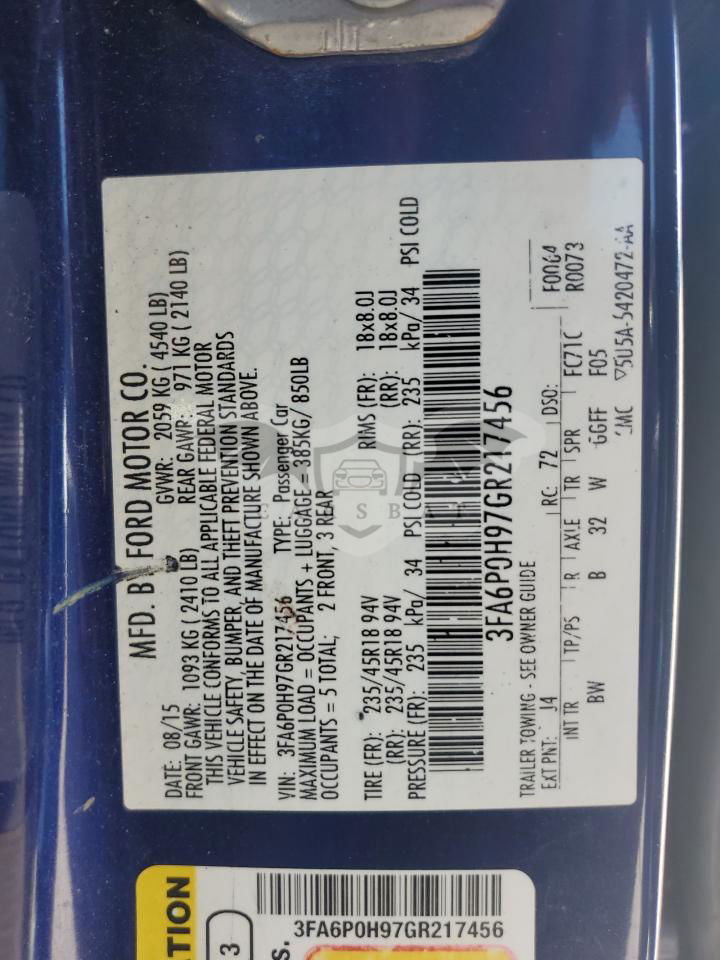 MFD. BY FORD MOTOR CO.
DATE: 08/15 GVWR: 2059 KG ( 4540 LB)
FRONT GAWR: 1093 KG ( 2410 LB) REAR GAWR: 971 KG ( 2140 LB)
THIS VEHICLE CONFORMS TO ALL APPLICABLE FEDERAL MOTOR
VEHICLE SAFETY, BUMPER, AND THEFT PREVENTION STANDARDS
IN EFFECT ON THE DATE OF MANUFACTURE SHOWN ABOVE.
VIN: 3FA6P0H97GR217456 TYPE: Passenger Car
MAXIMUM LOAD = OCCUPANTS + LUGGAGE = 385KG/ 850LB
OCCUPANTS = 5 TOTAL; 2 FRONT, 3 REAR
TIRE (FR): 235/45R18 94V RIMS (FR): 18x8.0J
(RR): 235/45R18 94V (RR): 18x8.0J
PRESSURE (FR): 235 kPa/ 34 PSI COLD (RR): 235 kPa/ 34 PSI COLD
3FA6P0H97GR217456
TRAILER TOWING - SEE OWNER GUIDE
EXT PNT: J4 RC: 72 DSO: F0064
R0073
INT TR TP/PS R AXLE TR SPR FC71C
BW B 32 W GGFF F05
5U5A-5420472-AA
3FA6P0H97GR217456
3